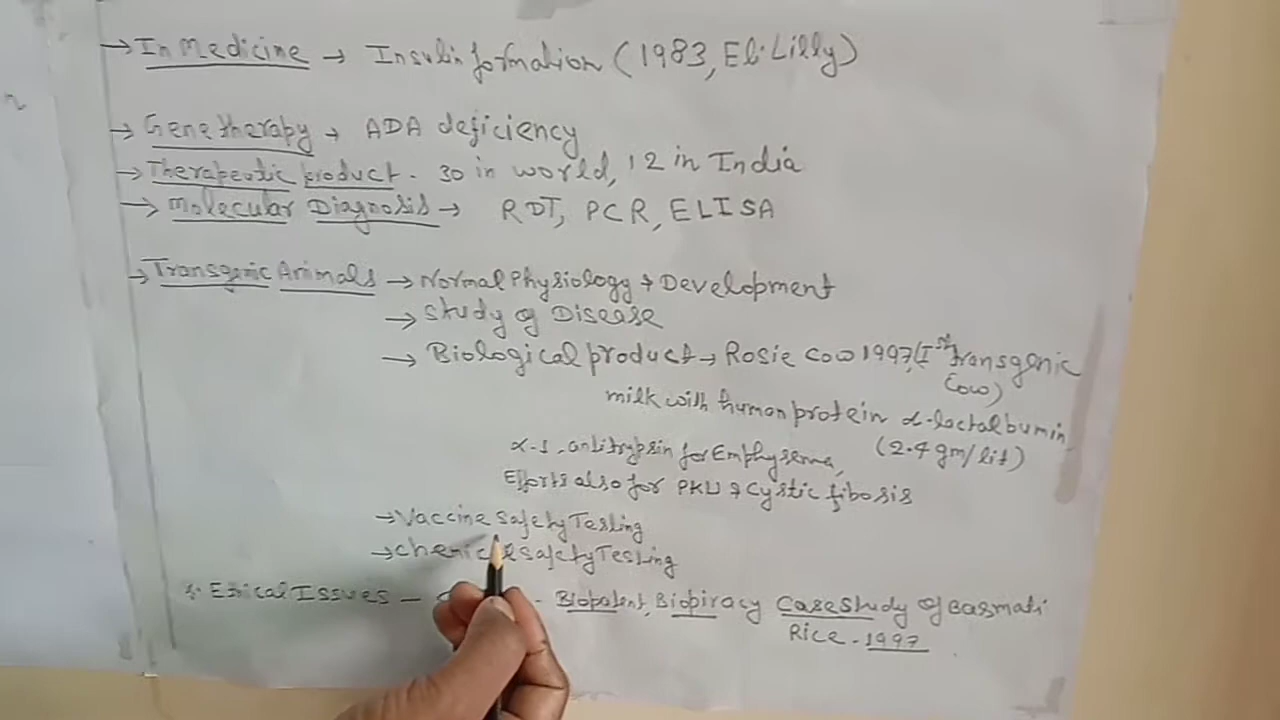 → In Medicine → Insulin formation (1983, Eli Lilly)
→ Gene therapy → ADA deficiency
→ Therapeutic product - 30 in world, 12 in India
→ Molecular Diagnosis → RDT, PCR, ELISA
→ Transgenic Animals → Normal Physiology & Development
→ Study of Disease
→ Biological product → Rosie Cow 1997, (Ist transgenic
Cow)
milk with human protein α-lactalbumin
(2.4 gm/lit)
α-1, antitrypsin for Emphysema,
Efforts also for PKU & Cystic fibosis
→ Vaccine Safety Testing
→ Safety Testing
Ethical Issues - - Biopatent, Biopiracy Case Study of Basmati
Rice - 1997